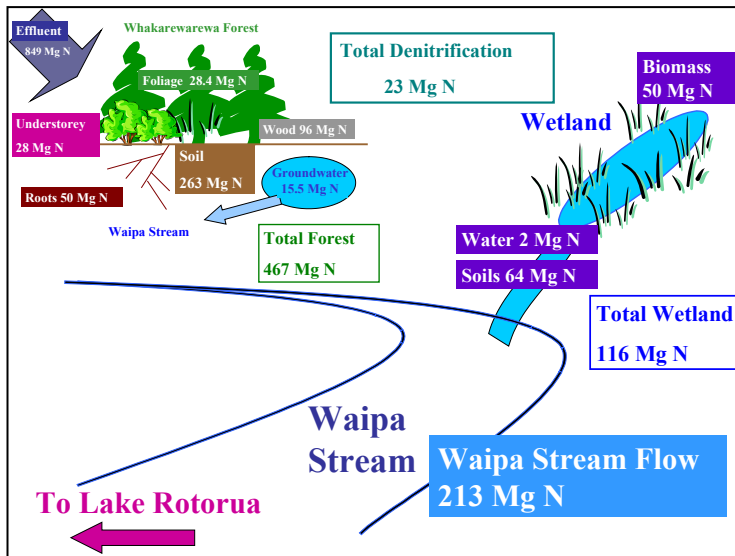 Effluent
849 Mg N
Whakarewarewa Forest
Foliage 28.4 Mg N
Understorey
28 Mg N
Wood 96 Mg N
Soil
263 Mg N
Roots 50 Mg N
Groundwater
15.5 Mg N
Waipa Stream
Total Forest
467 Mg N
Total Denitrification
23 Mg N
Biomass
50 Mg N
Wetland
Water 2 Mg N
Soils 64 Mg N
Total Wetland
116 Mg N
Waipa
Stream
Waipa Stream Flow
213 Mg N
To Lake Rotorua